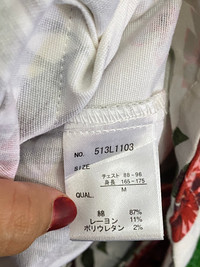 NO. 513L1103
SIZE
チェスト 88-96
身長 165-175
QUAL. M
綿 87%
レーヨン 11%
ポリウレタン 2%